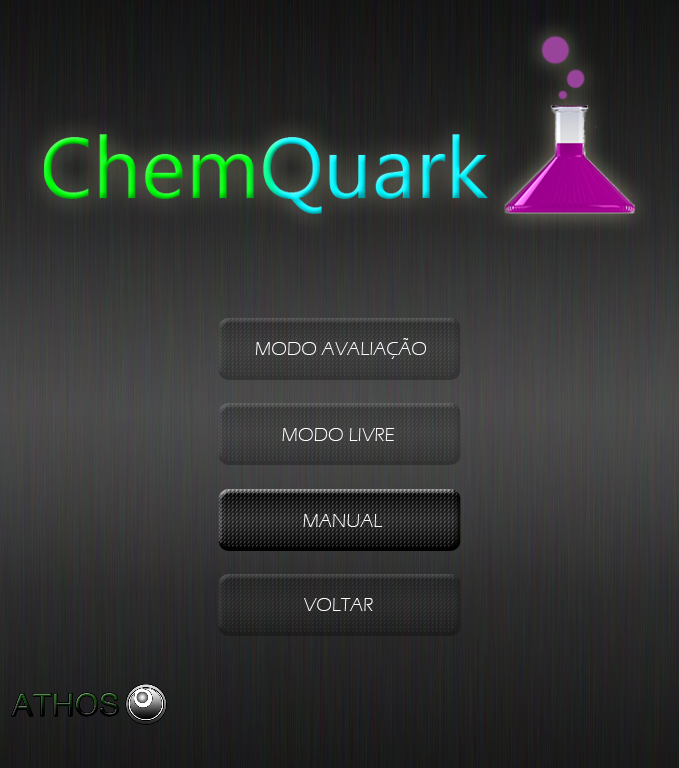 ChemQuark
MODO AVALIAÇÃO
MODO LIVRE
MANUAL
VOLTAR
ATHOS